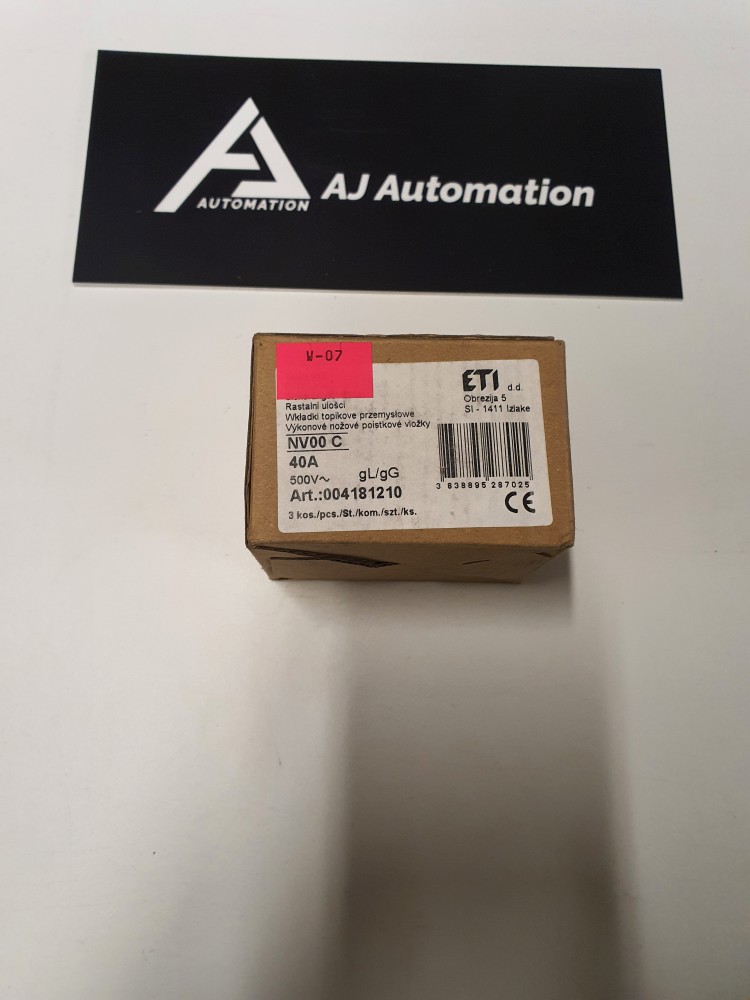 AUTOMATION
AJ Automation
W-07
ETI d.d.
Obrezija 5
SI - 1411 Izlake
Rastalni ulošci
Wkładki topikowe przemysłowe
Výkonové nožové poistkové vložky
NV00 C
40A
500V~ gL/gG
Art.:004181210
3 kos./pcs./St./kom./szt./ks.
3 838895 287025
CE